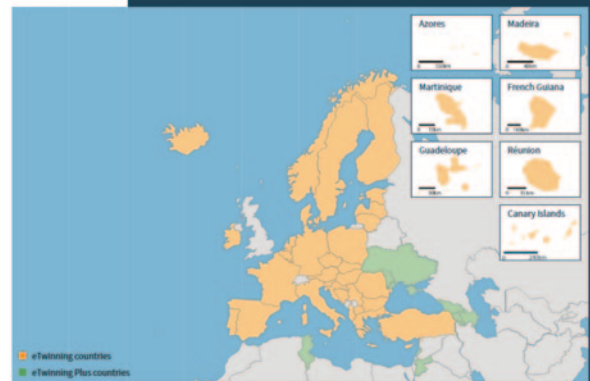 Azores
Madeira
Martinique
French Guiana
Guadeloupe
Réunion
Canary Islands
eTwinning countries
eTwinning Plus countries